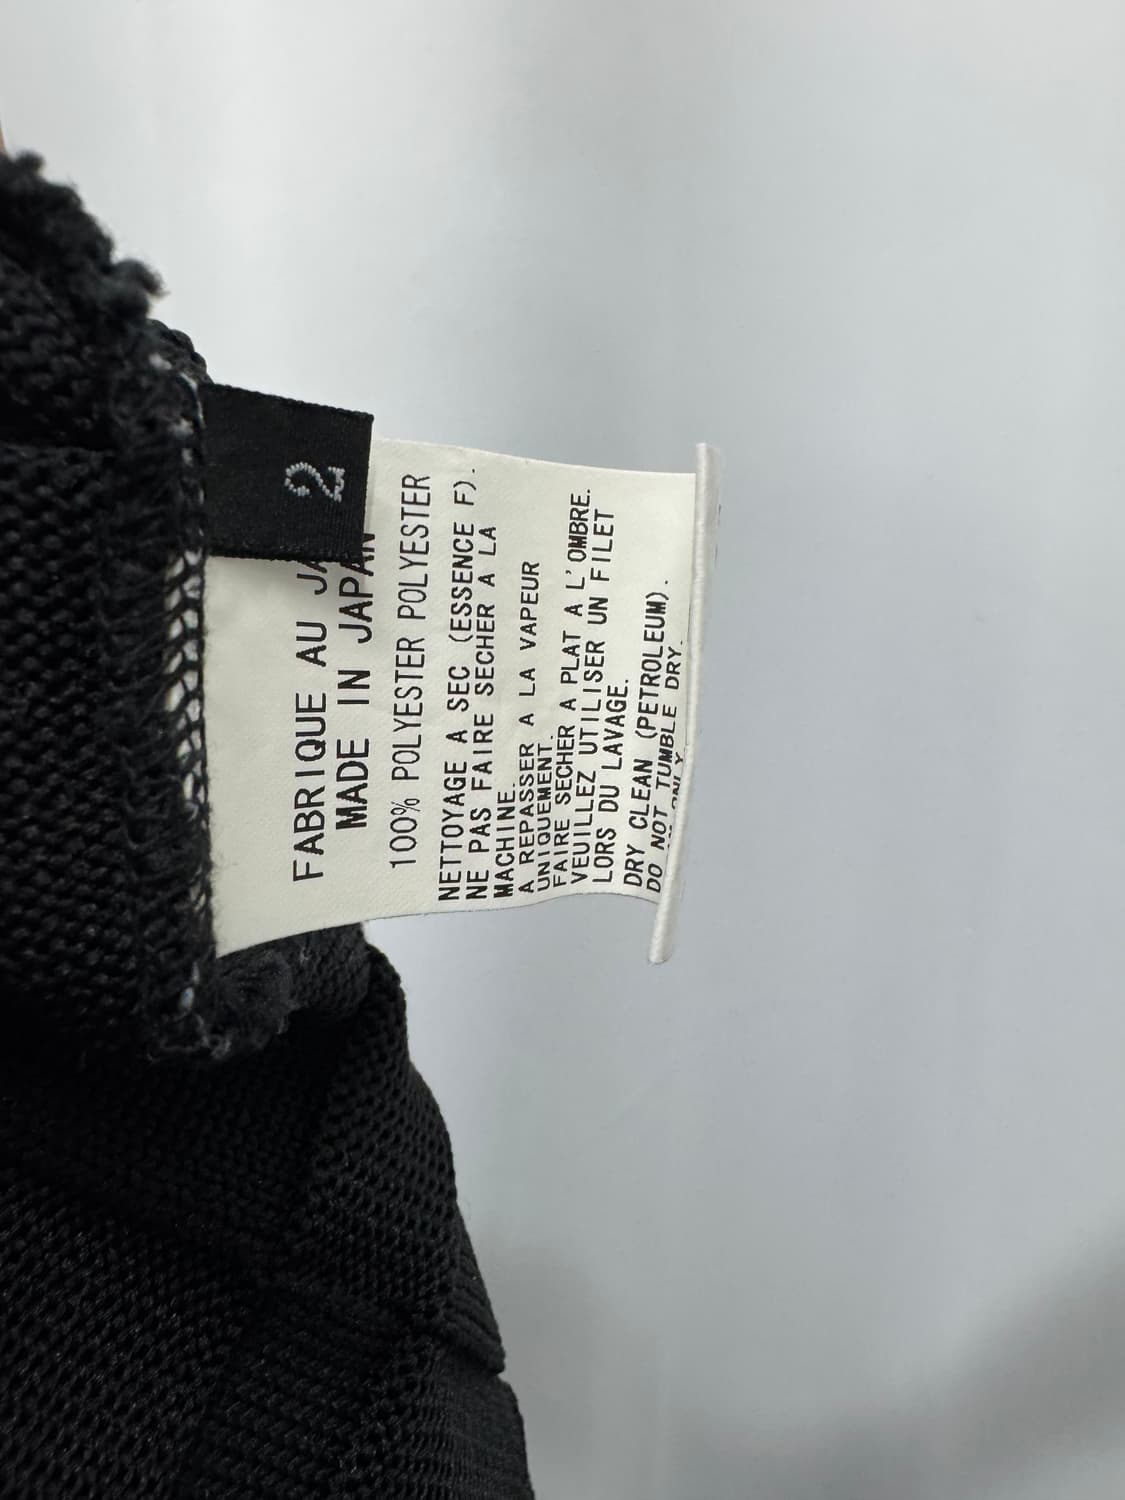 2
FABRIQUE AU
MADE IN JAPAN
100% POLYESTER POLYESTER
NETTOYAGE A SEC (ESSENCE F).
NE PAS FAIRE SECHER A LA
MACHINE.
A REPASSER A LA VAPEUR
UNIQUEMENT.
FAIRE SECHER A PLAT A L'OMBRE.
VEUILLEZ UTILISER UN FILET
LORS DU LAVAGE.
DRY CLEAN (PETROLEUM).
DO NOT TUMBLE DRY.